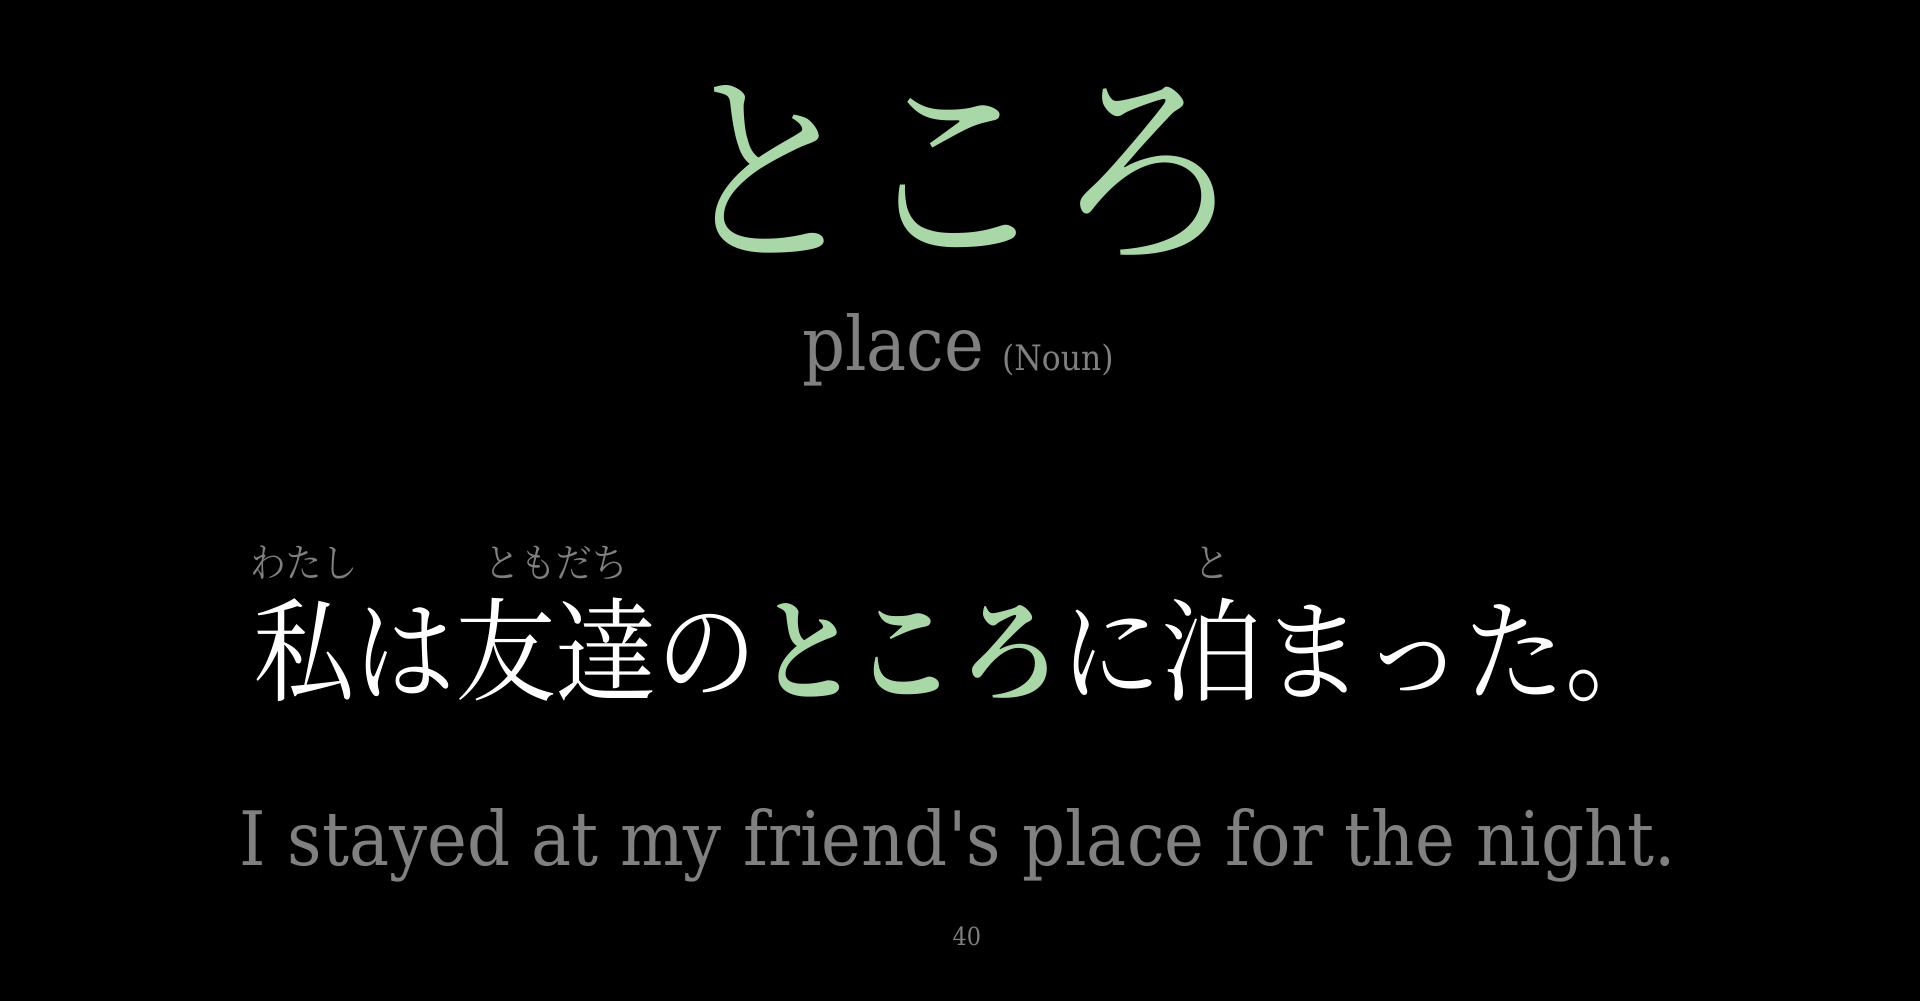 ところ
place (Noun)
わたし ともだち と
私は友達のところに泊まった。
I stayed at my friend's place for the night.
40